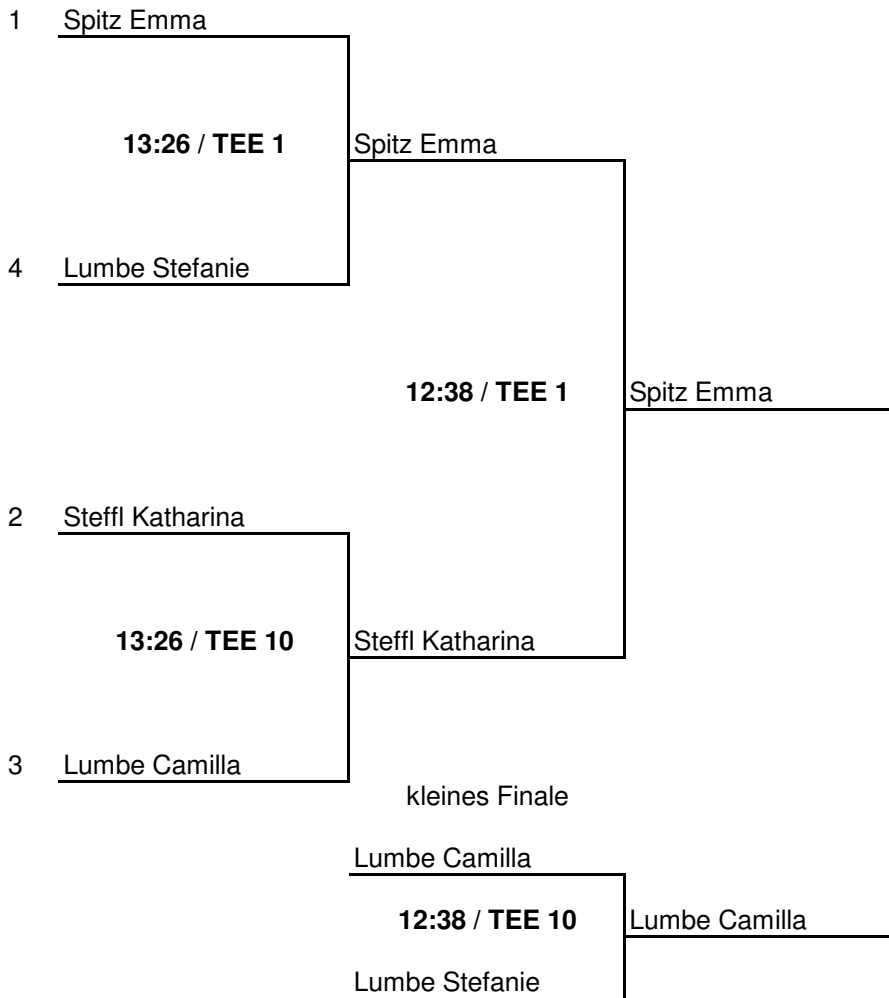 1 Spitz Emma
13:26 / TEE 1 Spitz Emma
4 Lumbe Stefanie
12:38 / TEE 1 Spitz Emma
2 Steffl Katharina
13:26 / TEE 10 Steffl Katharina
3 Lumbe Camilla
kleines Finale
Lumbe Camilla
12:38 / TEE 10 Lumbe Camilla
Lumbe Stefanie